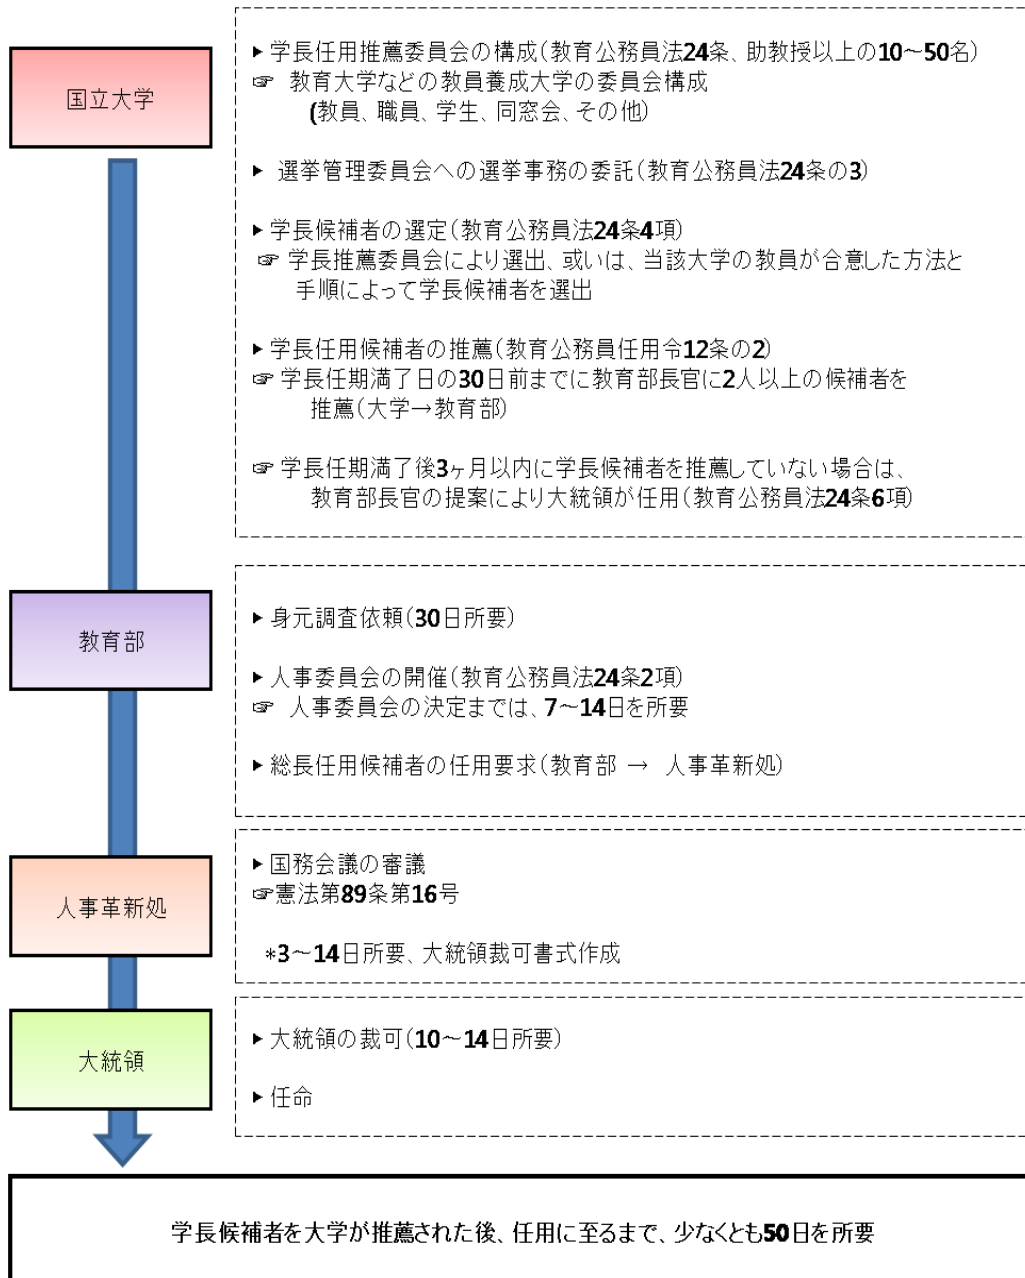 国立大学
▶ 学長任用推薦委員会の構成(教育公務員法24条、助教授以上の10～50名)
☞ 教育大学などの教員養成大学の委員会構成
(教員、職員、学生、同窓会、その他)
▶ 選挙管理委員会への選挙事務の委託(教育公務員法24条の3)
▶ 学長候補者の選定(教育公務員法24条4項)
☞ 学長推薦委員会により選出、或いは、当該大学の教員が合意した方法と
手順によって学長候補者を選出
▶ 学長任用候補者の推薦(教育公務員任用令12条の2)
☞ 学長任期満了日の30日前までに教育部長官に2人以上の候補者を
推薦(大学→教育部)
☞ 学長任期満了後3ヶ月以内に学長候補者を推薦していない場合は、
教育部長官の提案により大統領が任用(教育公務員法24条6項)
教育部
▶ 身元調査依頼(30日所要)
▶ 人事委員会の開催(教育公務員法24条2項)
☞ 人事委員会の決定までは、7～14日を所要
▶ 総長任用候補者の任用要求(教育部 → 人事革新処)
人事革新処
▶ 国務会議の審議
☞憲法第89条第16号
*3～14日所要、大統領裁可書式作成
大統領
▶ 大統領の裁可(10～14日所要)
▶ 任命
学長候補者を大学が推薦された後、任用に至るまで、少なくとも50日を所要